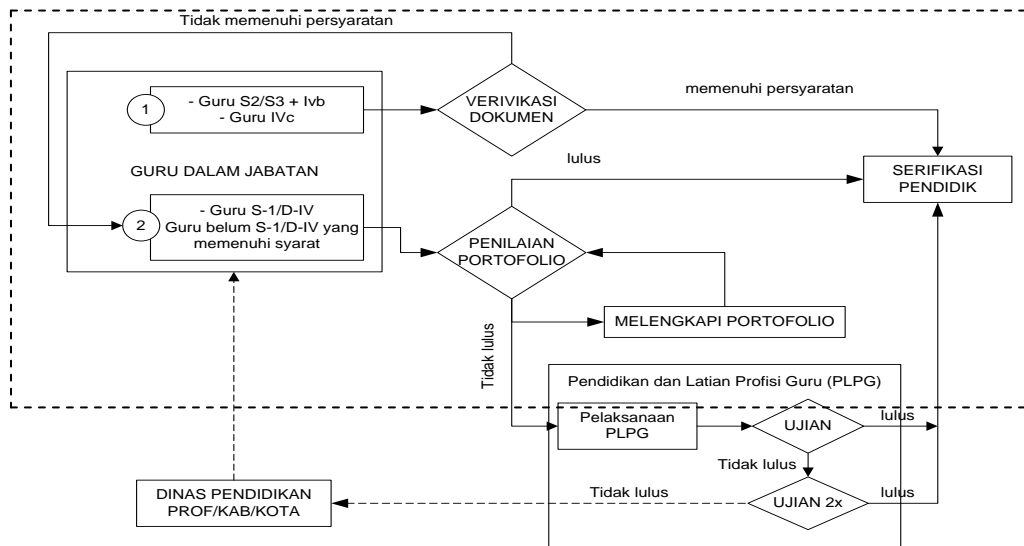 Tidak memenuhi persyaratan
1
- Guru S2/S3 + Ivb
- Guru IVc
VERIVIKASI
DOKUMEN
memenuhi persyaratan
GURU DALAM JABATAN
lulus
SERIFIKASI
PENDIDIK
2
- Guru S-1/D-IV
Guru belum S-1/D-IV yang
memenuhi syarat
PENILAIAN
PORTOFOLIO
MELENGKAPI PORTOFOLIO
Tidak lulus
Pendidikan dan Latian Profisi Guru (PLPG)
Pelaksanaan
PLPG
UJIAN
lulus
Tidak lulus
DINAS PENDIDIKAN
PROF/KAB/KOTA
Tidak lulus
UJIAN 2x
lulus